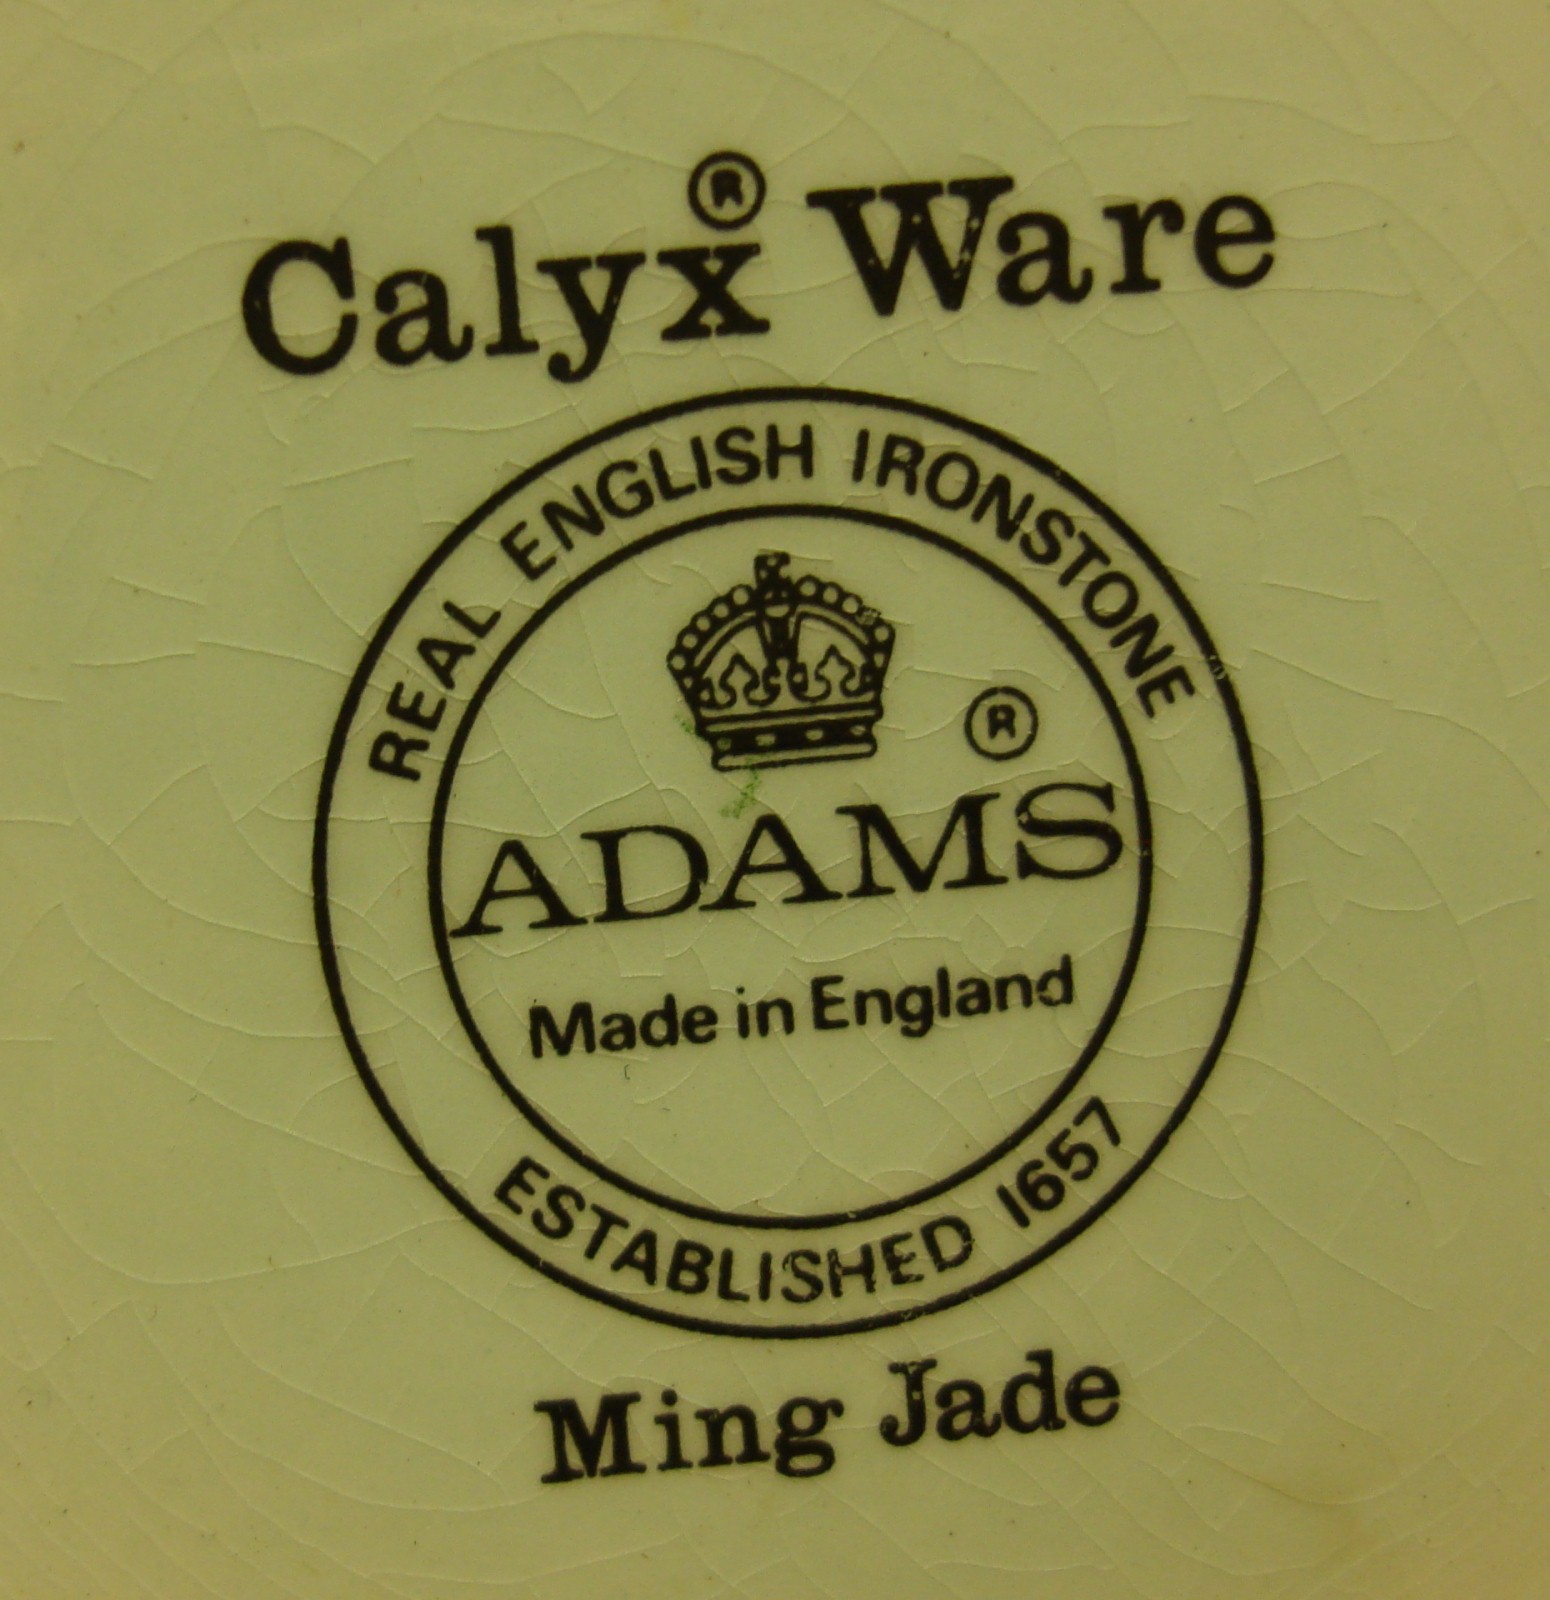 Calyx® Ware
REAL ENGLISH IRONSTONE
®
ADAMS
Made in England
ESTABLISHED 1657
Ming Jade